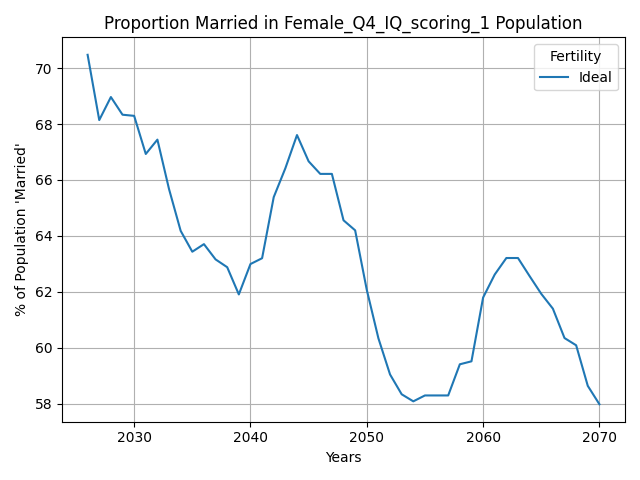 Proportion Married in Female_Q4_IQ_scoring_1 Population
Fertility
Ideal
% of Population 'Married'
70
68
66
64
62
60
58
2030 2040 2050 2060 2070
Years